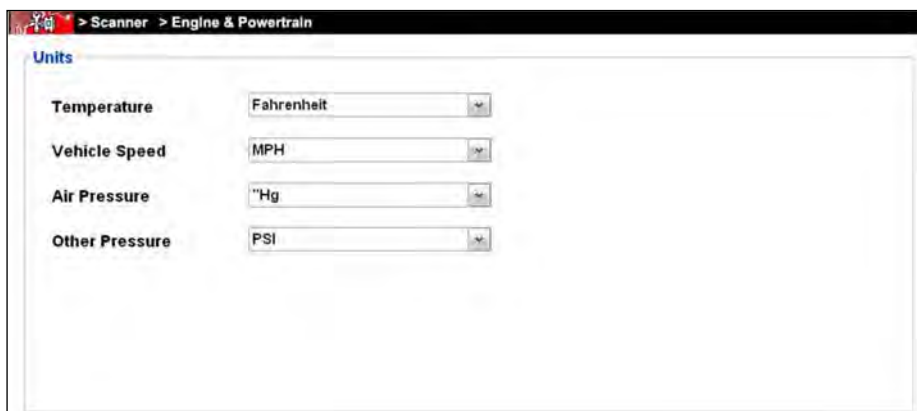 > Scanner > Engine & Powertrain
Units
Temperature Fahrenheit
Vehicle Speed MPH
Air Pressure "Hg
Other Pressure PSI